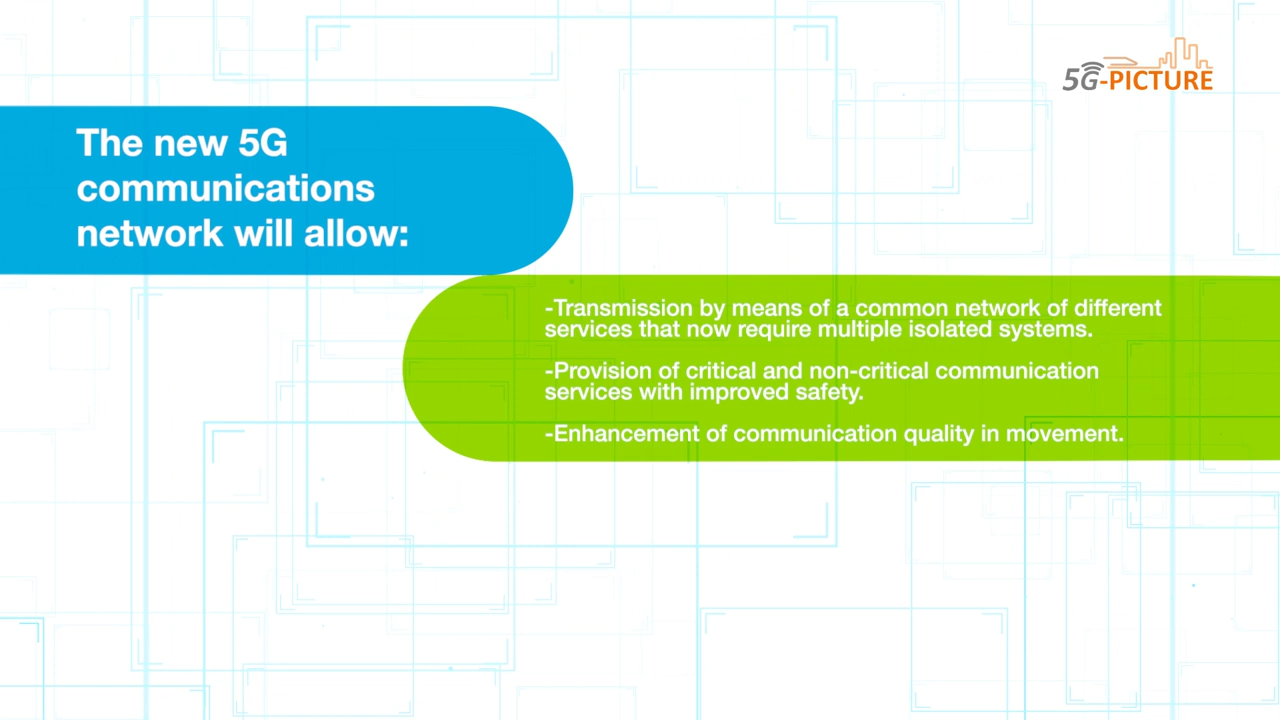 5G-PICTURE
The new 5G
communications
network will allow:
-Transmission by means of a common network of different
services that now require multiple isolated systems.
-Provision of critical and non-critical communication
services with improved safety.
-Enhancement of communication quality in movement.